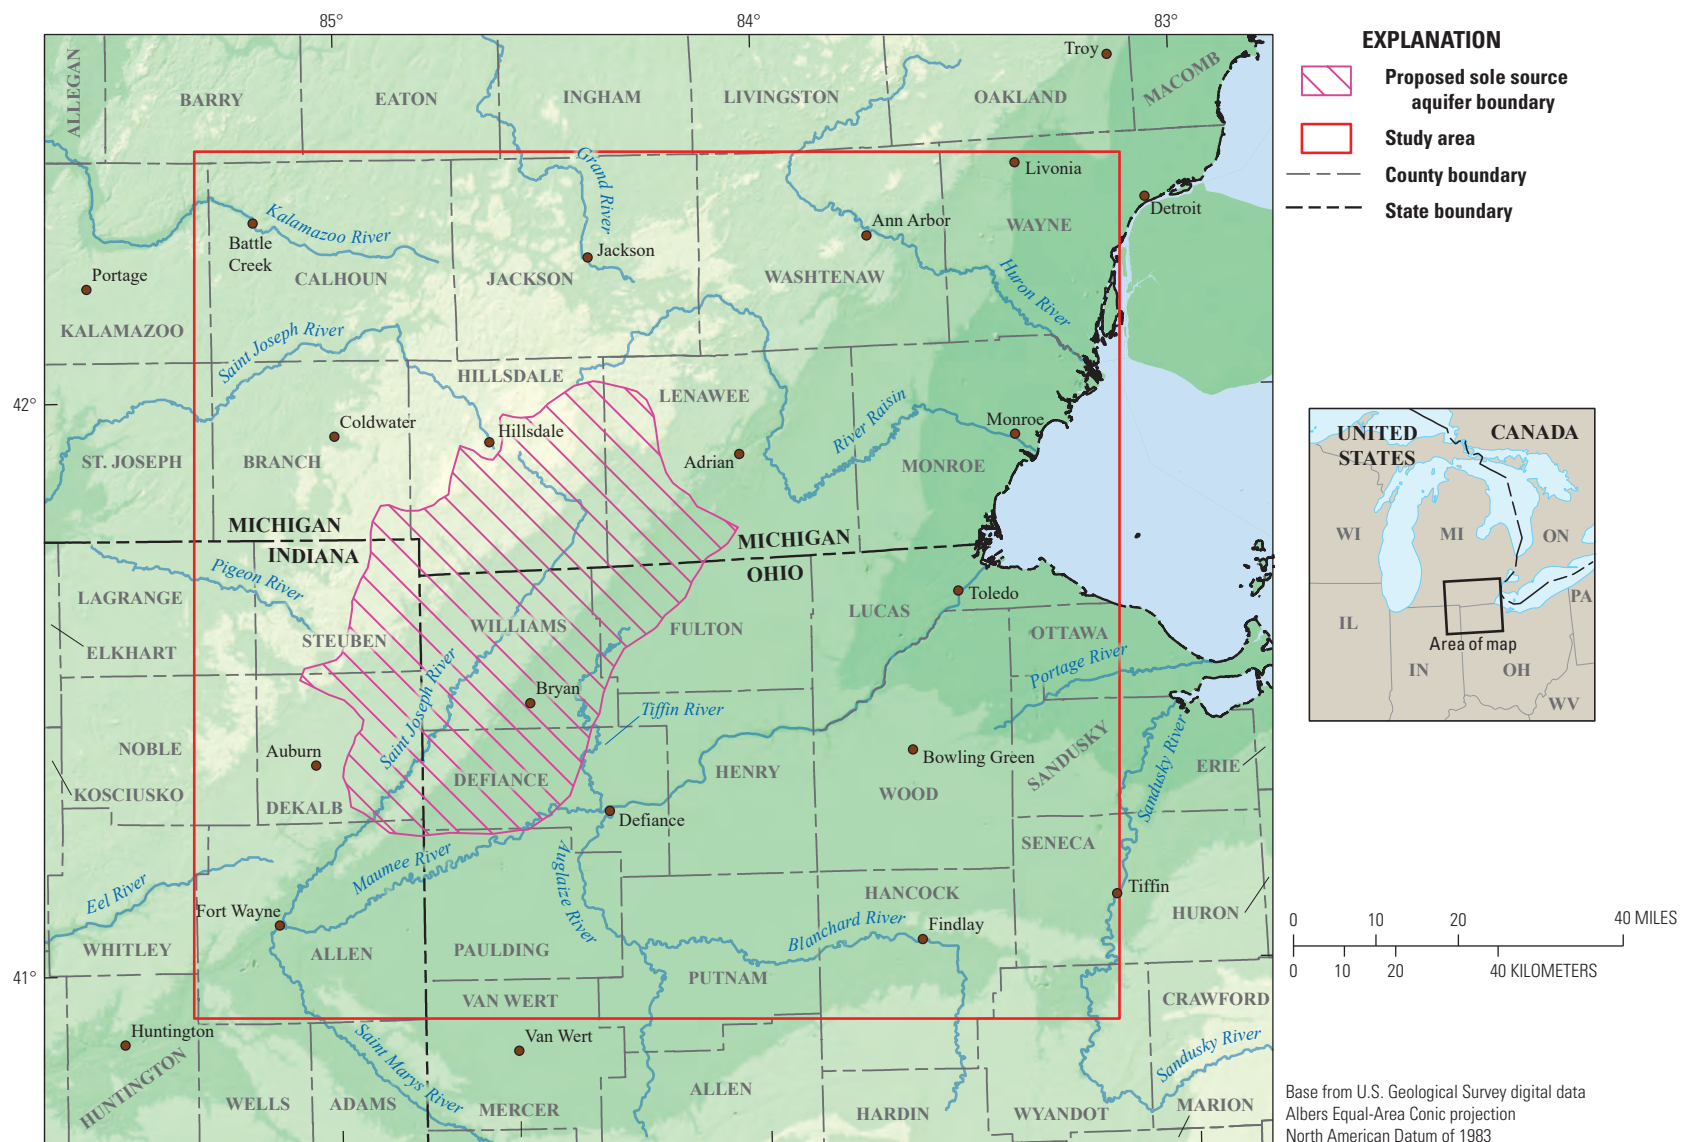 85°
84°
83°
Troy
ALLEGAN
BARRY
EATON
INGHAM
LIVINGSTON
OAKLAND
MACOMB
Grand River
Livonia
Detroit
Kalamazoo River
Battle
Creek
Ann Arbor
WAYNE
Portage
CALHOUN
JACKSON
Jackson
WASHTENAW
Huron River
KALAMAZOO
Saint Joseph River
HILLSDALE
LENAWEE
42°
Coldwater
Hillsdale
River Raisin
Monroe
ST. JOSEPH
BRANCH
Adrian
MONROE
MICHIGAN
INDIANA
MICHIGAN
OHIO
Pigeon River
LAGRANGE
Toledo
LUCAS
STEUBEN
WILLIAMS
FULTON
OTTAWA
ELKHART
Portage River
Saint Joseph River
Bryan
Tiffin River
NOBLE
Auburn
Bowling Green
SANDUSKY
Sandusky River
ERIE
KOSCIUSKO
DEKALB
DEFIANCE
HENRY
WOOD
Defiance
SENECA
Maumee River
Auglaize River
Eel River
HANCOCK
Tiffin
Fort Wayne
HURON
Blanchard River
Findlay
WHITLEY
ALLEN
PAULDING
PUTNAM
41°
VAN WERT
CRAWFORD
Huntington
Van Wert
Saint Marys River
Sandusky River
HUNTINGTON
WELLS
ADAMS
MERCER
ALLEN
HARDIN
WYANDOT
MARION
EXPLANATION
Proposed sole source
aquifer boundary
Study area
County boundary
State boundary
UNITED
STATES
CANADA
WI
MI
ON
IL
PA
Area of map
IN
OH
WV
0 10 20 40 MILES
0 10 20 40 KILOMETERS
Base from U.S. Geological Survey digital data
Albers Equal-Area Conic projection
North American Datum of 1983